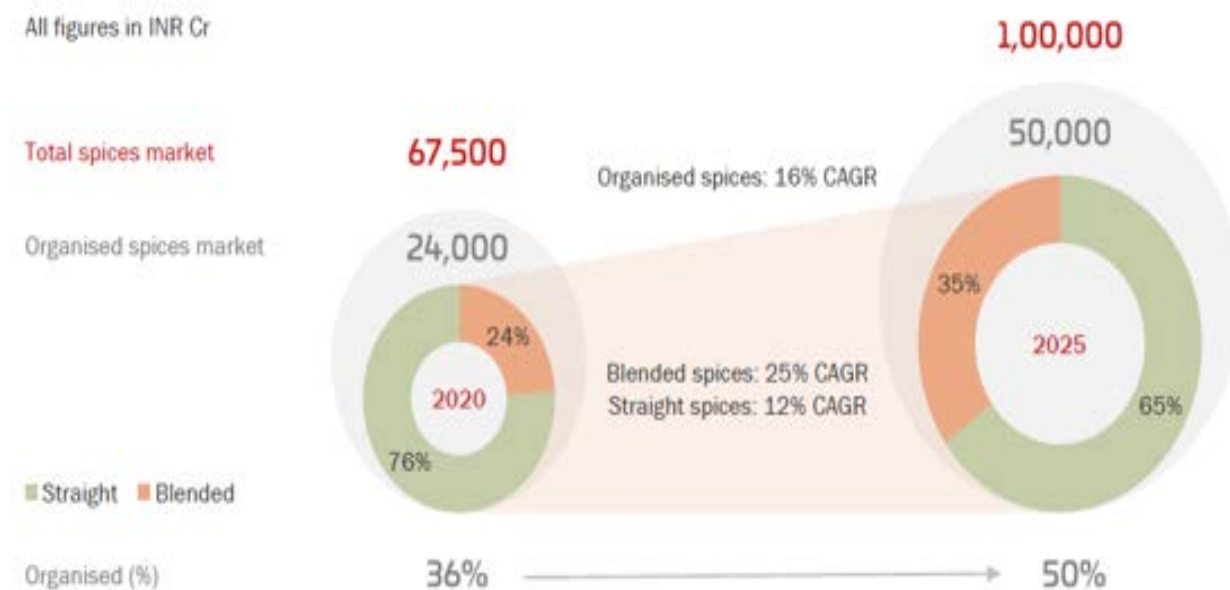 All figures in INR Cr
1,00,000
Total spices market
67,500
50,000
Organised spices: 16% CAGR
Organised spices market
24,000
24%
35%
2020
2025
Blended spices: 25% CAGR
Straight spices: 12% CAGR
76%
65%
Straight Blended
Organised (%)
36%
50%